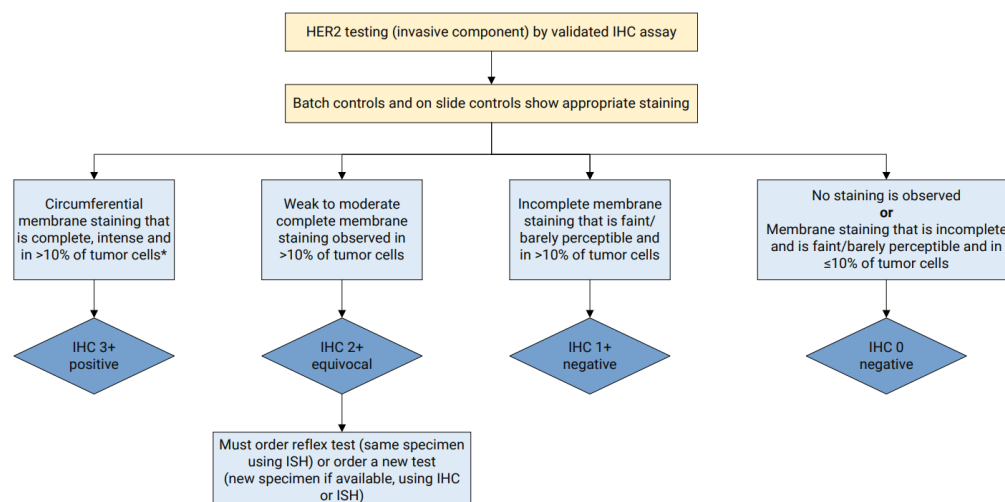 HER2 testing (invasive component) by validated IHC assay
Batch controls and on slide controls show appropriate staining
Circumferential
membrane staining that
is complete, intense and
in >10% of tumor cells*
Weak to moderate
complete membrane
staining observed in
>10% of tumor cells
Incomplete membrane
staining that is faint/
barely perceptible and
in >10% of tumor cells
No staining is observed
or
Membrane staining that is incomplete
and is faint/barely perceptible and in
≤10% of tumor cells
IHC 3+
positive
IHC 2+
equivocal
IHC 1+
negative
IHC 0
negative
Must order reflex test (same specimen
using ISH) or order a new test
(new specimen if available, using IHC
or ISH)